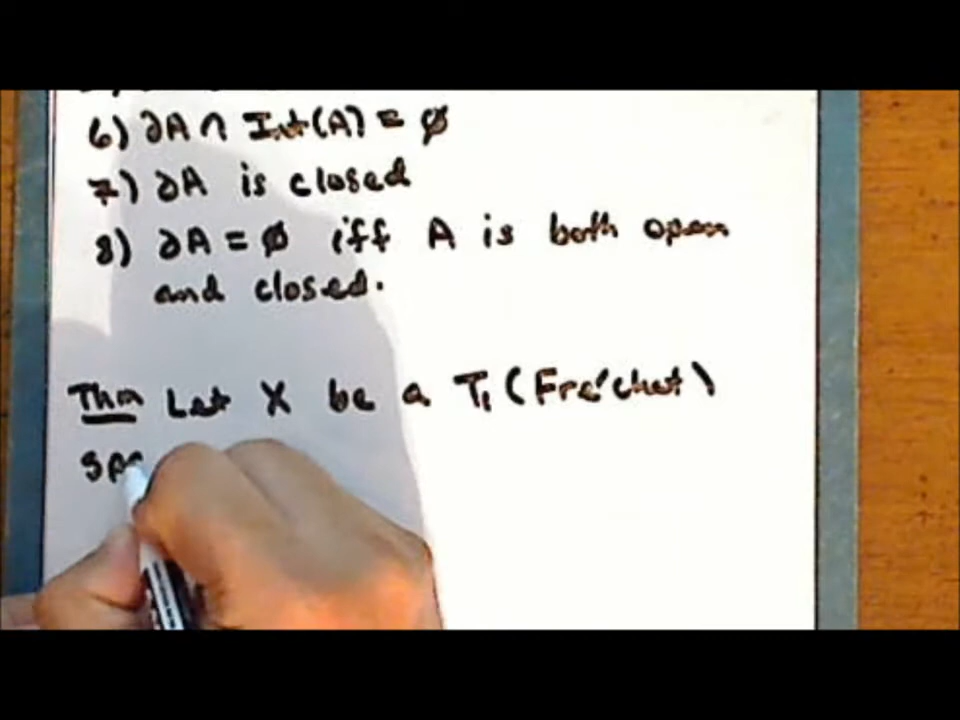 6) ∂A ∩ Int(A) = ∅
7) ∂A is closed
8) ∂A = ∅ iff A is both open
and closed.
Thm Let X be a T₁ (Fréchet)